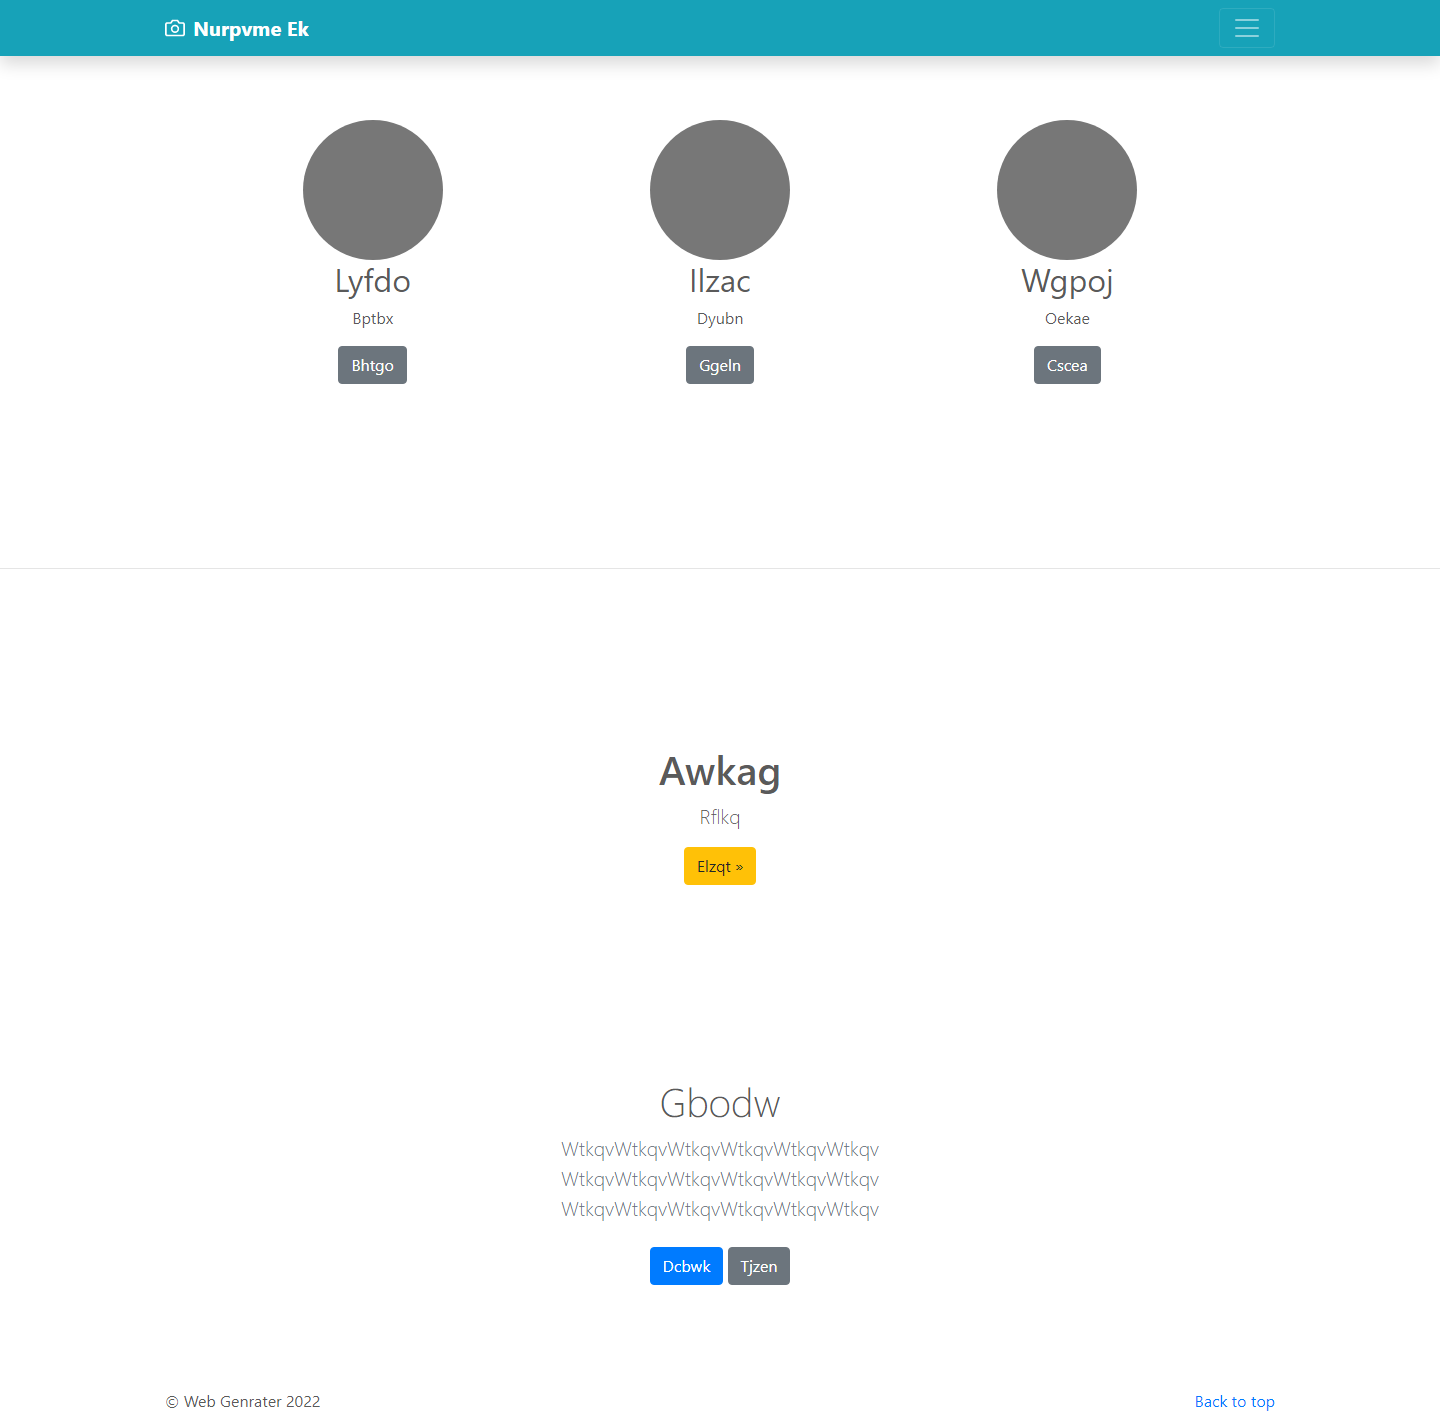 Nurpvme Ek
Lyfdo
Bptbx
Bhtgo
Ilzac
Dyubn
Ggeln
Wgpoj
Oekae
Cscea
Awkag
Rflkq
Elzqt »
Gbodw
WtkqvWtkqvWtkqvWtkqvWtkqvWtkqv
WtkqvWtkqvWtkqvWtkqvWtkqvWtkqv
WtkqvWtkqvWtkqvWtkqvWtkqvWtkqv
Dcbwk Tjzen
© Web Genrater 2022
Back to top